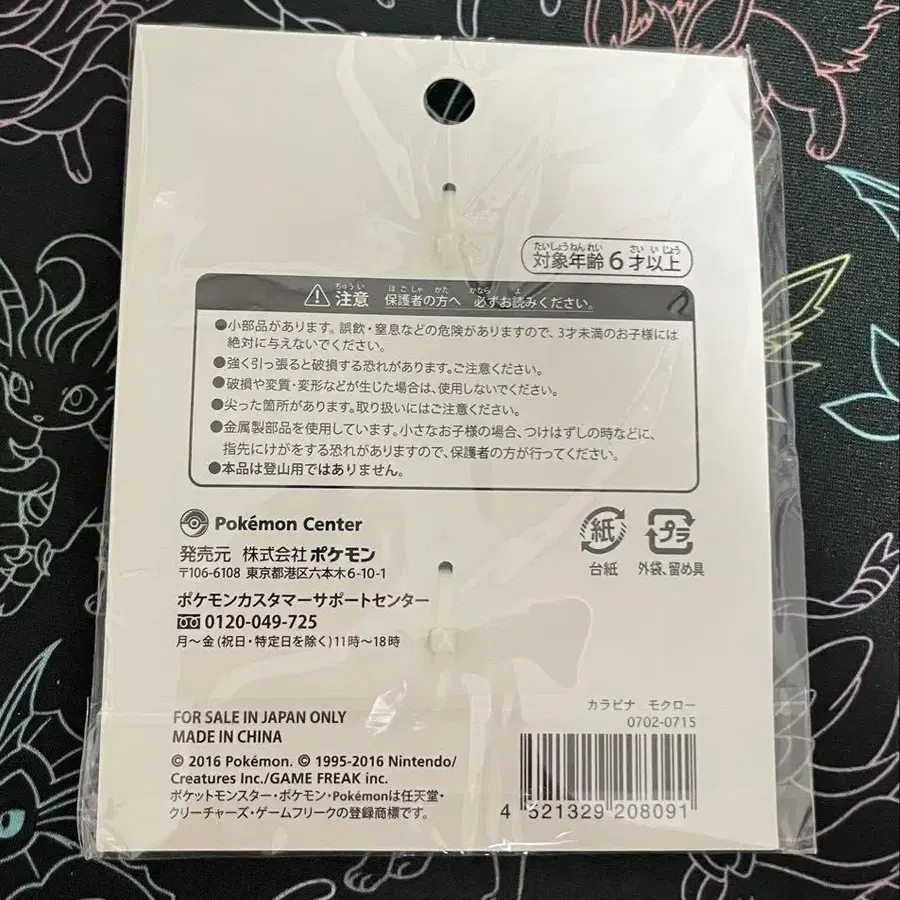 たいしょうねんれい さい いじょう
対象年齢6才以上
ちゅうい ほごしゃ かた かなら よ
注意 保護者の方へ 必ずお読みください。
●小部品があります。誤飲・窒息などの危険がありますので、3才未満のお子様には
絶対に与えないでください。
●強く引っ張ると破損する恐れがあります。ご注意ください。
●破損や変質・変形などが生じた場合は、使用しないでください。
●尖った箇所があります。取り扱いにはご注意ください。
●金属製部品を使用しています。小さなお子様の場合、つけはずしの時などに、
指先にけがをする恐れがありますので、保護者の方が行ってください。
●本品は登山用ではありません。
Pokémon Center
紙 プラ
台紙 外袋、留め具
発売元 株式会社ポケモン
〒106-6108 東京都港区六本木6-10-1
ポケモンカスタマーサポートセンター
0120-049-725
月～金(祝日・特定日を除く)11時～18時
カラビナ モクロー
0702-0715
FOR SALE IN JAPAN ONLY
MADE IN CHINA
© 2016 Pokémon. © 1995-2016 Nintendo/
Creatures Inc./GAME FREAK inc.
ポケットモンスター・ポケモン・Pokémonは任天堂・
クリーチャーズ・ゲームフリークの登録商標です。
4 521329 208091